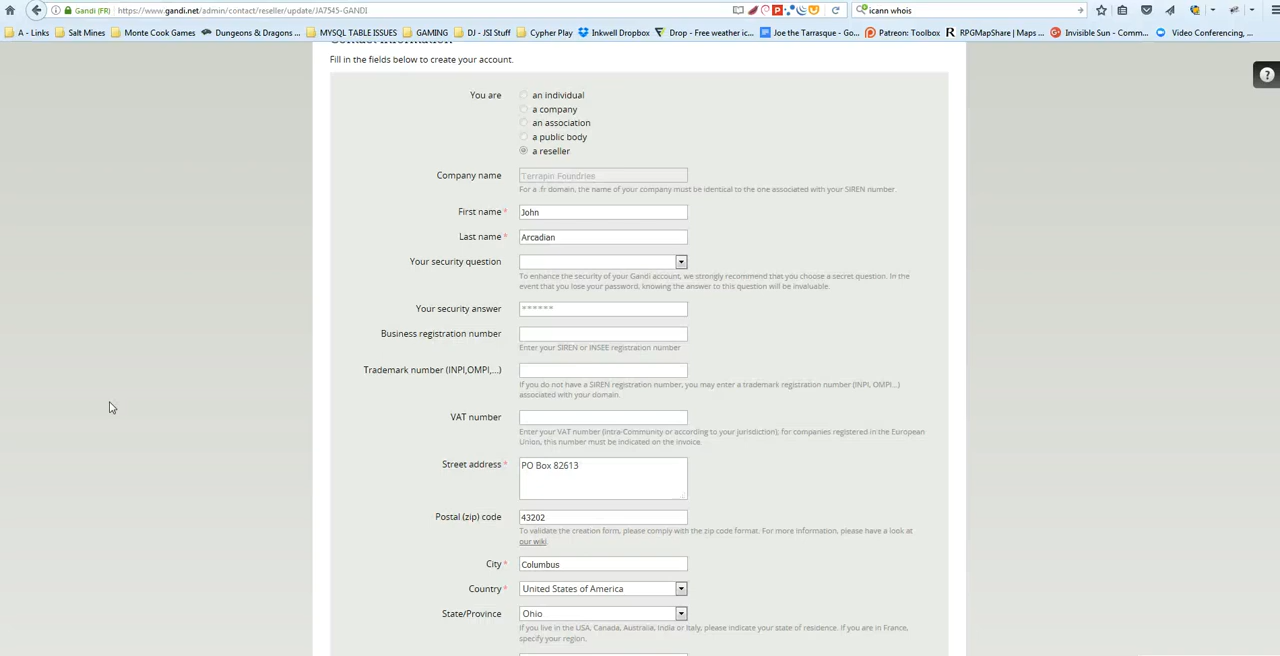 Gandi (FR) https://www.gandi.net/admin/contact/reseller/update/JA7545-GANDI icann whois
A - Links Salt Mines Monte Cook Games Dungeons & Dragons ... MYSQL TABLE ISSUES GAMING DJ - JSI Stuff Cypher Play Inkwell Dropbox Drop - Free weather ic... Joe the Tarrasque - Go... Patreon: Toolbox RPGMapShare | Maps ... Invisible Sun - Comm... Video Conferencing, ...
Contact information
Fill in the fields below to create your account.
You are an individual
a company
an association
a public body
a reseller
Company name Terrapin Foundries
For a .fr domain, the name of your company must be identical to the one associated with your SIREN number.
First name * John
Last name * Arcadian
Your security question
To enhance the security of your Gandi account, we strongly recommend that you choose a secret question. In the
event that you lose your password, knowing the answer to this question will be invaluable.
Your security answer ******
Business registration number
Enter your SIREN or INSEE registration number
Trademark number (INPI,OMPI,...)
If you do not have a SIREN registration number, you may enter a trademark registration number (INPI, OMPI...)
associated with your domain.
VAT number
Enter your VAT number (intra-Community or according to your jurisdiction); for companies registered in the European
Union, this number must be indicated on the invoice.
Street address * PO Box 82613
Postal (zip) code 43202
To validate the creation form, please comply with the zip code format. For more information, please have a look at
our wiki.
City * Columbus
Country * United States of America
State/Province Ohio
If you live in the USA, Canada, Australia, India or Italy, please indicate your state of residence. If you are in France,
specify your region.